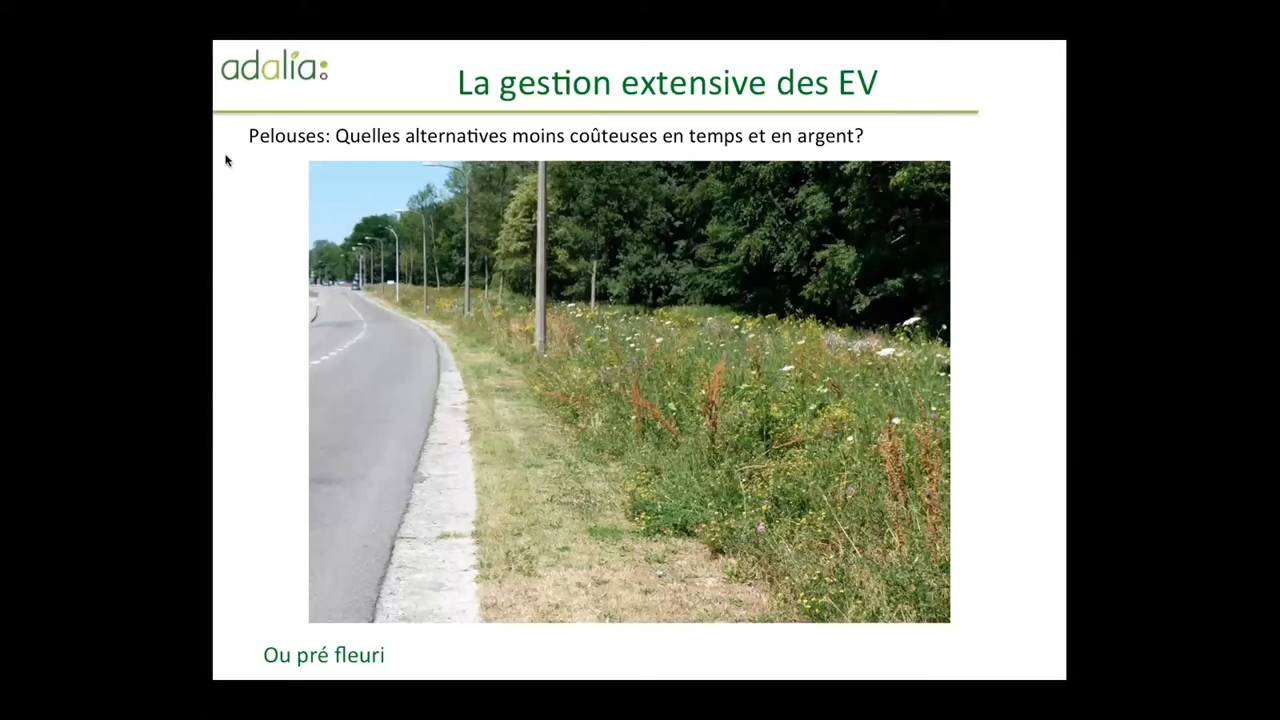 adalia:
La gestion extensive des EV
Pelouses: Quelles alternatives moins coûteuses en temps et en argent?
Ou pré fleuri